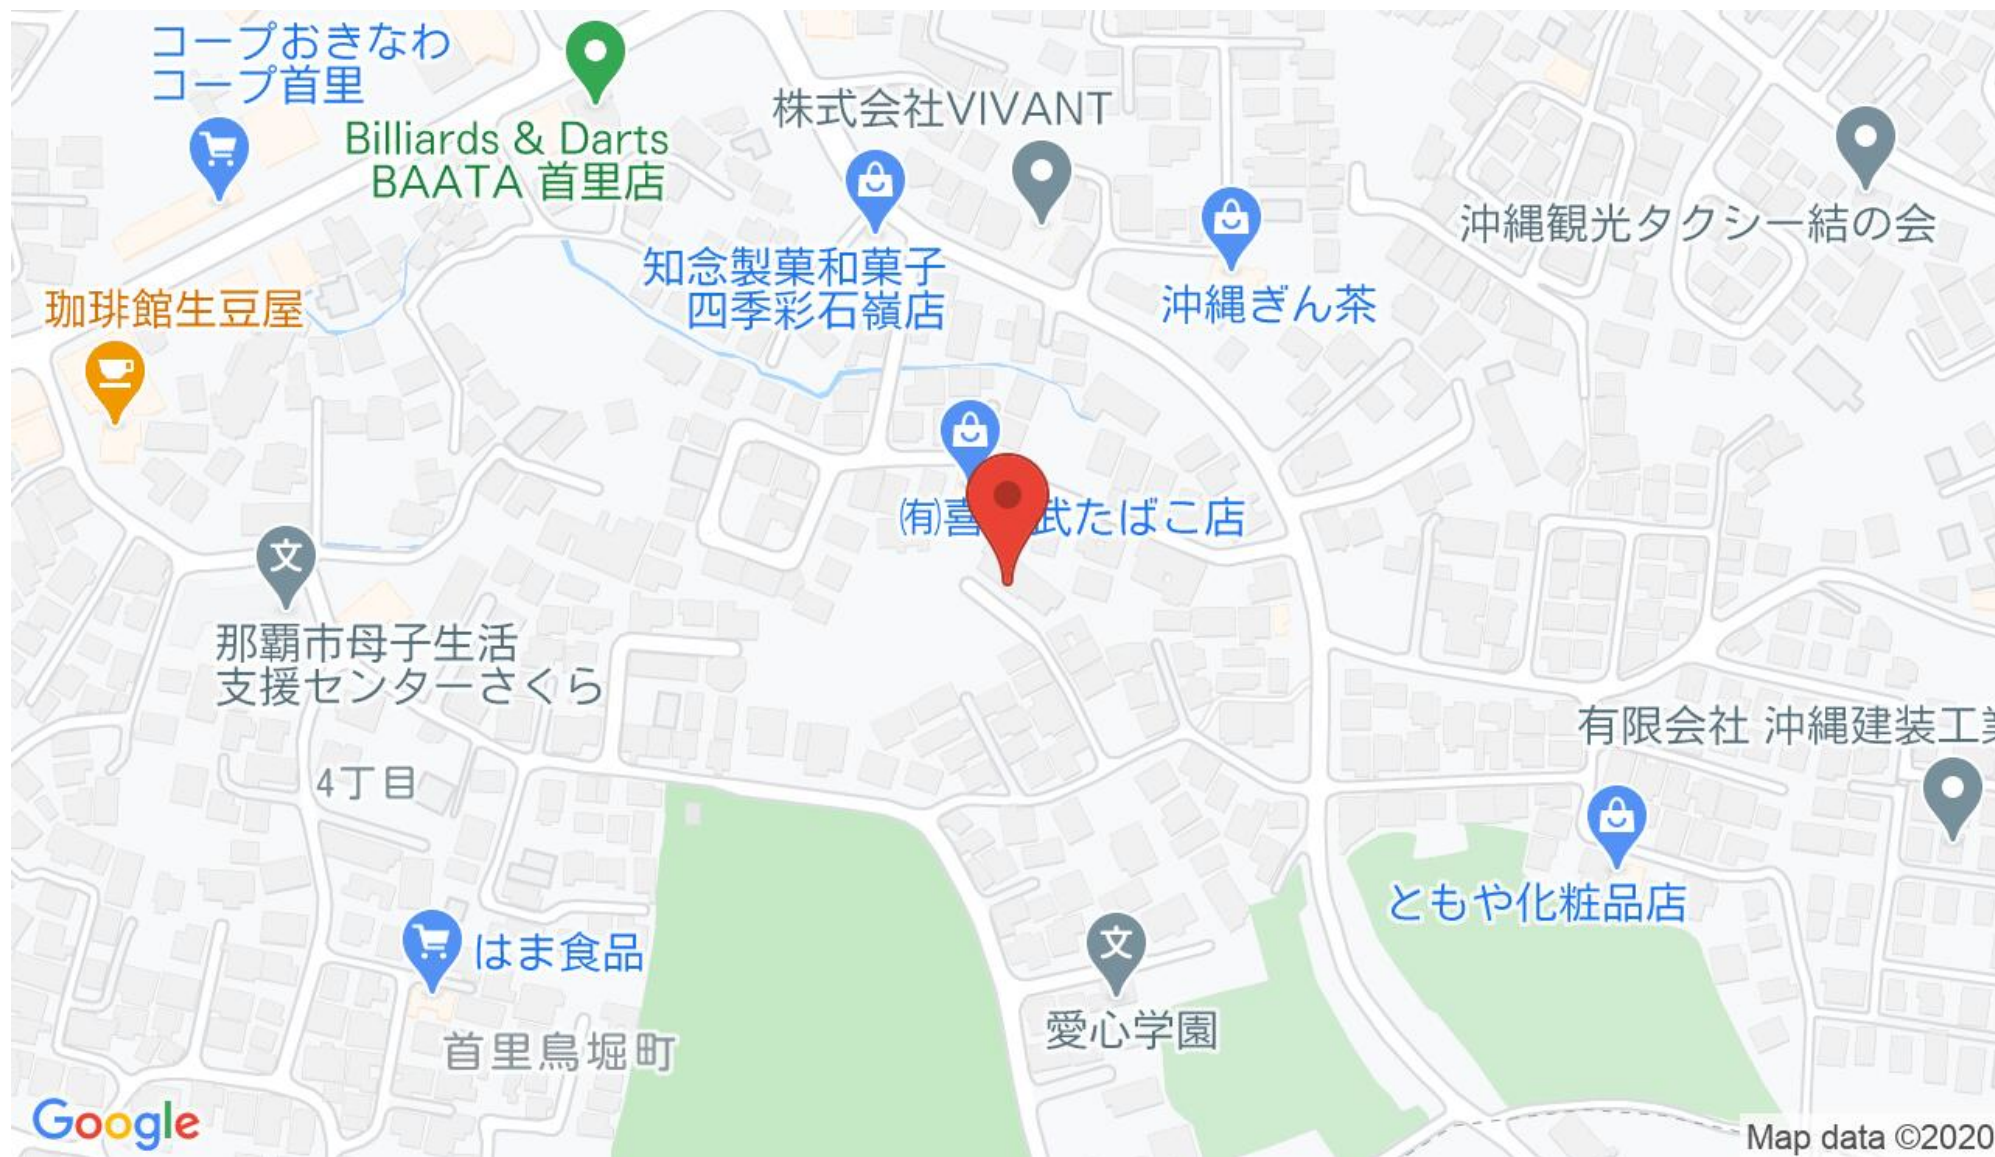 コープおきなわ
コープ首里
Billiards & Darts
BAATA 首里店
株式会社VIVANT
沖縄観光タクシー結の会
知念製菓和菓子
四季彩石嶺店
沖縄ぎん茶
珈琲館生豆屋
㈲喜 武たばこ店
文
那覇市母子生活
支援センターさくら
有限会社 沖縄建装工
4丁目
ともや化粧品店
はま食品
文
愛心学園
首里鳥堀町
Google
Map data ©2020